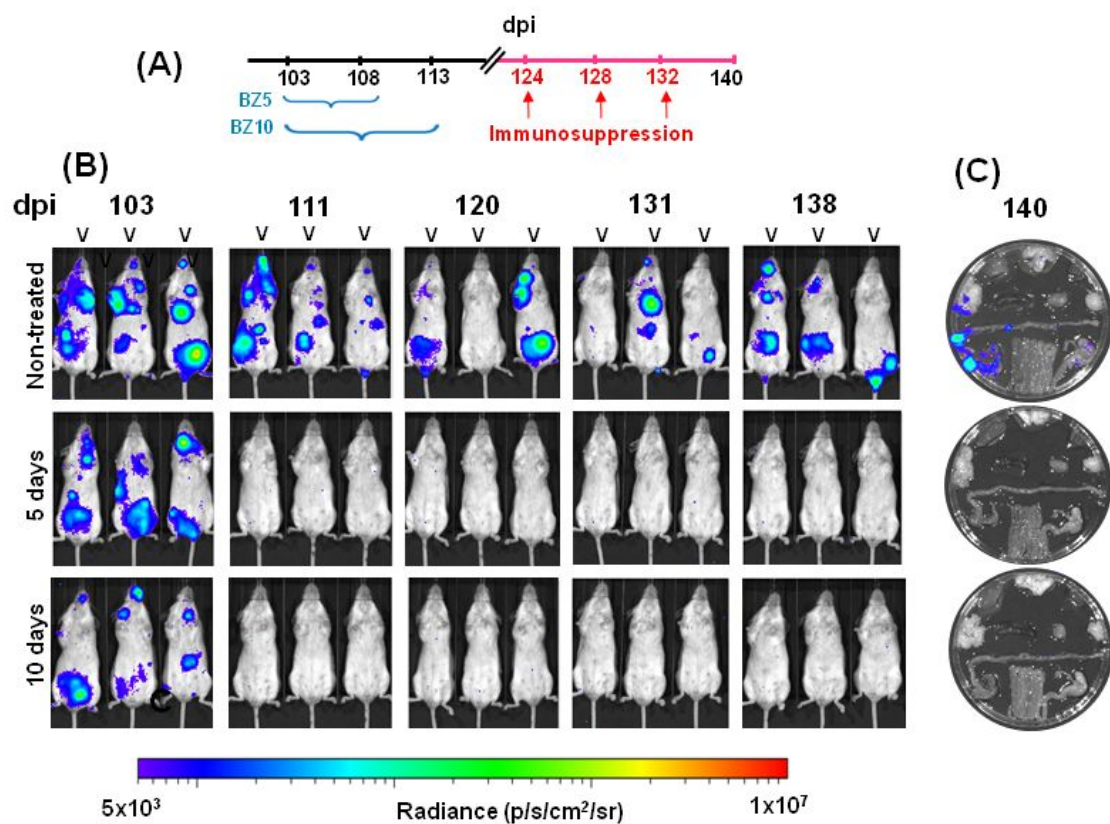 dpi
(A)
103 108 113 124 128 132 140
BZ5
BZ10
Immunosuppression
(B)
(C)
dpi 103 111 120 131 138 140
V V V V V V V V V V V V V V V
Non-treated
5 days
10 days
5x10³ Radiance (p/s/cm²/sr) 1x10⁷